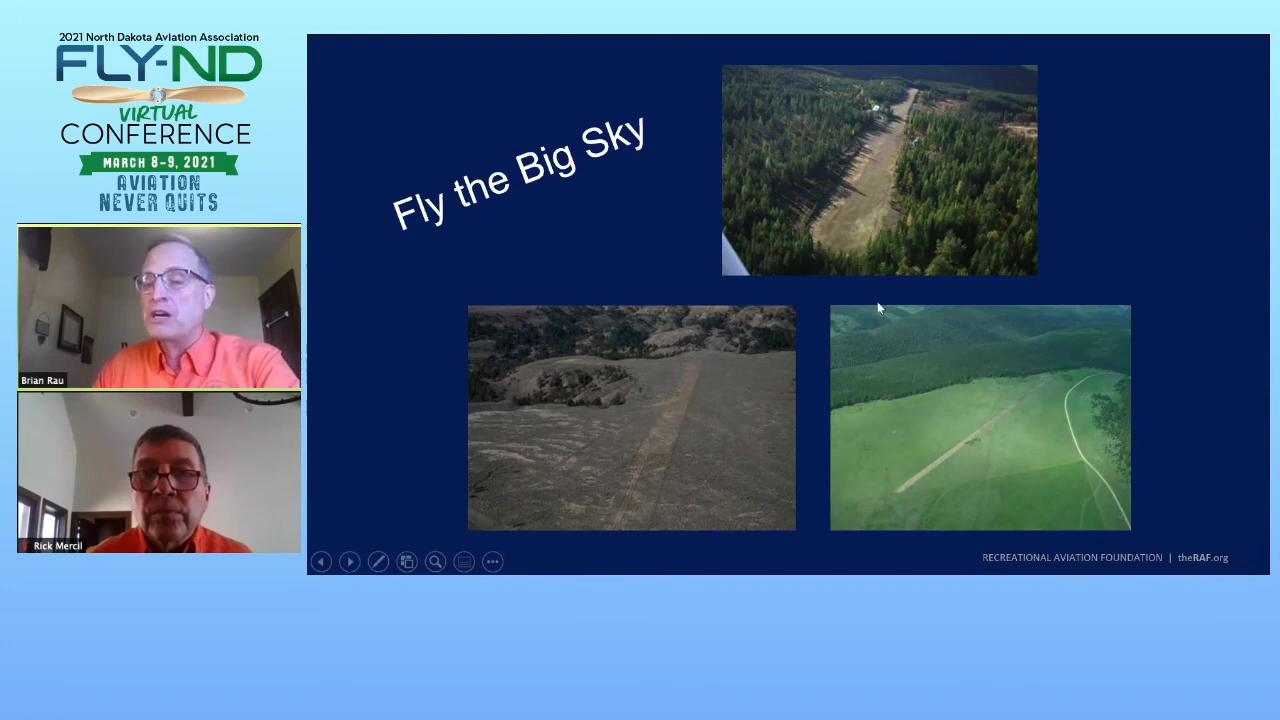 2021 North Dakota Aviation Association
FLY-ND
VIRTUAL
CONFERENCE
MARCH 8-9, 2021
AVIATION
NEVER QUITS
Brian Rau
Rick Mercil
Fly the Big Sky
RECREATIONAL AVIATION FOUNDATION | theRAF.org